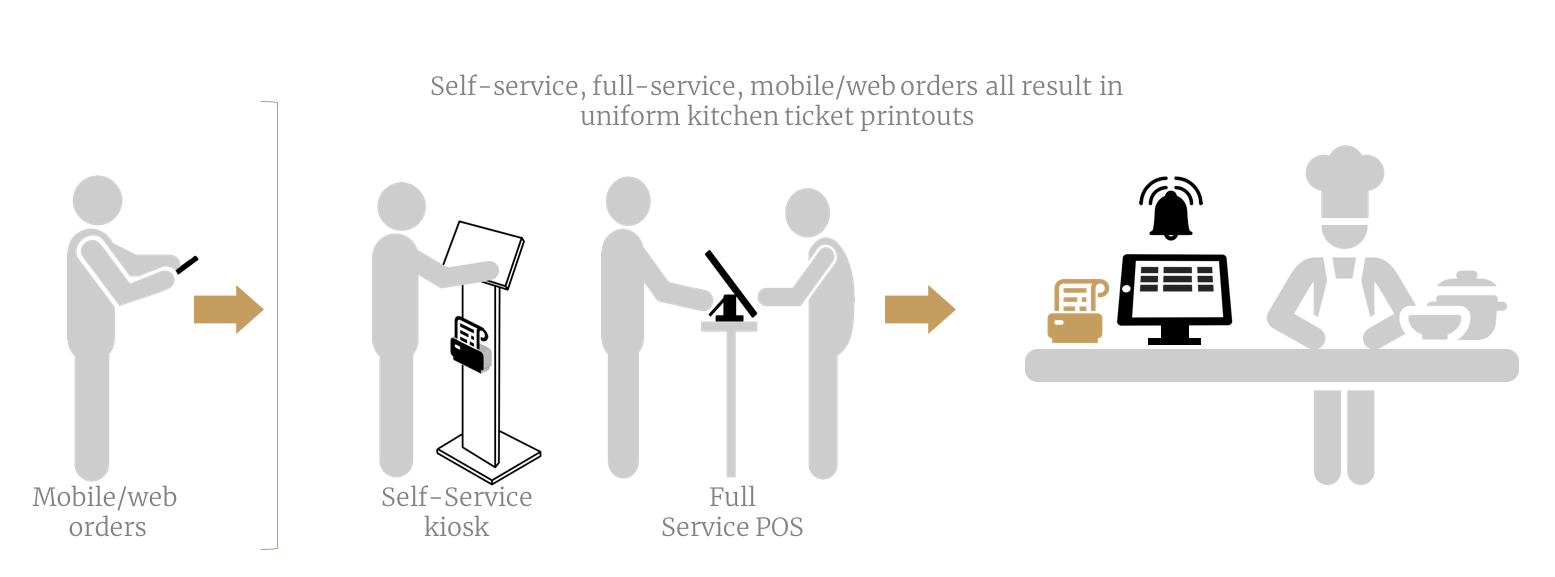 Self-service, full-service, mobile/web orders all result in
uniform kitchen ticket printouts
Mobile/web
orders
Self-Service
kiosk
Full
Service POS